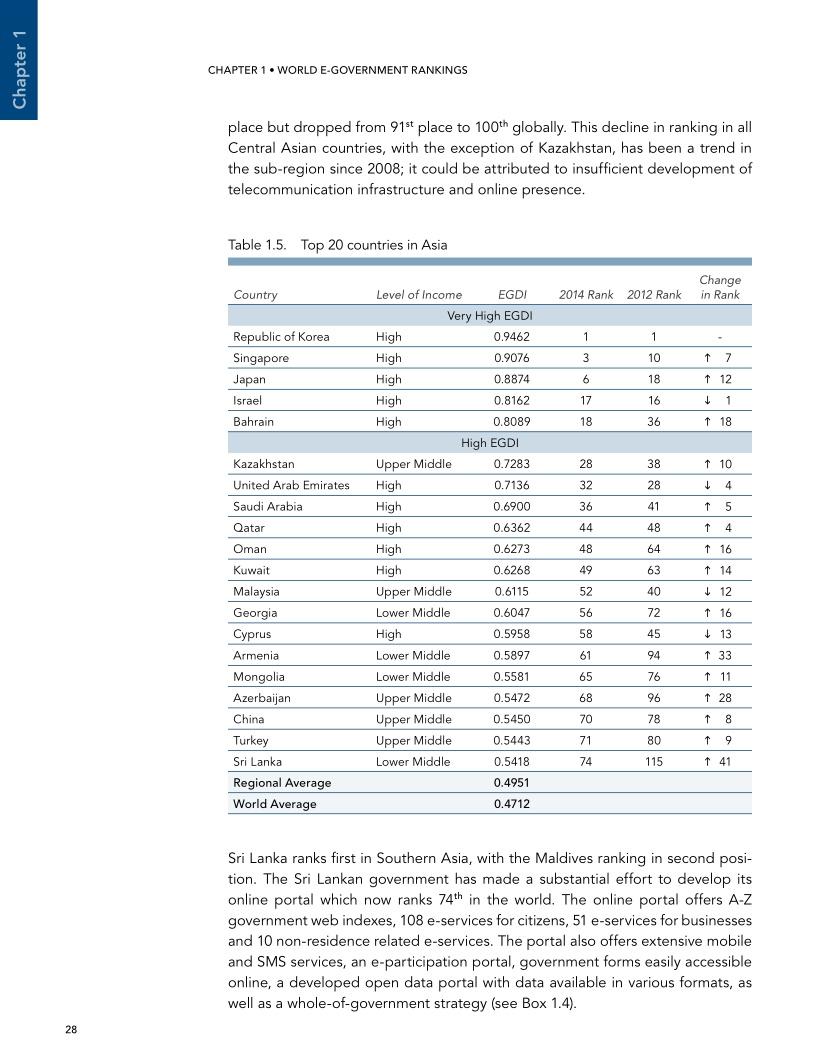 Chapter 1
CHAPTER 1 • WORLD E-GOVERNMENT RANKINGS
place but dropped from 91st place to 100th globally. This decline in ranking in all
Central Asian countries, with the exception of Kazakhstan, has been a trend in
the sub-region since 2008; it could be attributed to insufficient development of
telecommunication infrastructure and online presence.
Table 1.5. Top 20 countries in Asia
Country Level of Income EGDI 2014 Rank 2012 Rank Change in Rank
Very High EGDI
Republic of Korea High 0.9462 1 1 -
Singapore High 0.9076 3 10 ↑ 7
Japan High 0.8874 6 18 ↑ 12
Israel High 0.8162 17 16 ↓ 1
Bahrain High 0.8089 18 36 ↑ 18
High EGDI
Kazakhstan Upper Middle 0.7283 28 38 ↑ 10
United Arab Emirates High 0.7136 32 28 ↓ 4
Saudi Arabia High 0.6900 36 41 ↑ 5
Qatar High 0.6362 44 48 ↑ 4
Oman High 0.6273 48 64 ↑ 16
Kuwait High 0.6268 49 63 ↑ 14
Malaysia Upper Middle 0.6115 52 40 ↓ 12
Georgia Lower Middle 0.6047 56 72 ↑ 16
Cyprus High 0.5958 58 45 ↓ 13
Armenia Lower Middle 0.5897 61 94 ↑ 33
Mongolia Lower Middle 0.5581 65 76 ↑ 11
Azerbaijan Upper Middle 0.5472 68 96 ↑ 28
China Upper Middle 0.5450 70 78 ↑ 8
Turkey Upper Middle 0.5443 71 80 ↑ 9
Sri Lanka Lower Middle 0.5418 74 115 ↑ 41
Regional Average 0.4951
World Average 0.4712
Sri Lanka ranks first in Southern Asia, with the Maldives ranking in second posi-
tion. The Sri Lankan government has made a substantial effort to develop its
online portal which now ranks 74th in the world. The online portal offers A-Z
government web indexes, 108 e-services for citizens, 51 e-services for businesses
and 10 non-residence related e-services. The portal also offers extensive mobile
and SMS services, an e-participation portal, government forms easily accessible
online, a developed open data portal with data available in various formats, as
well as a whole-of-government strategy (see Box 1.4).
28